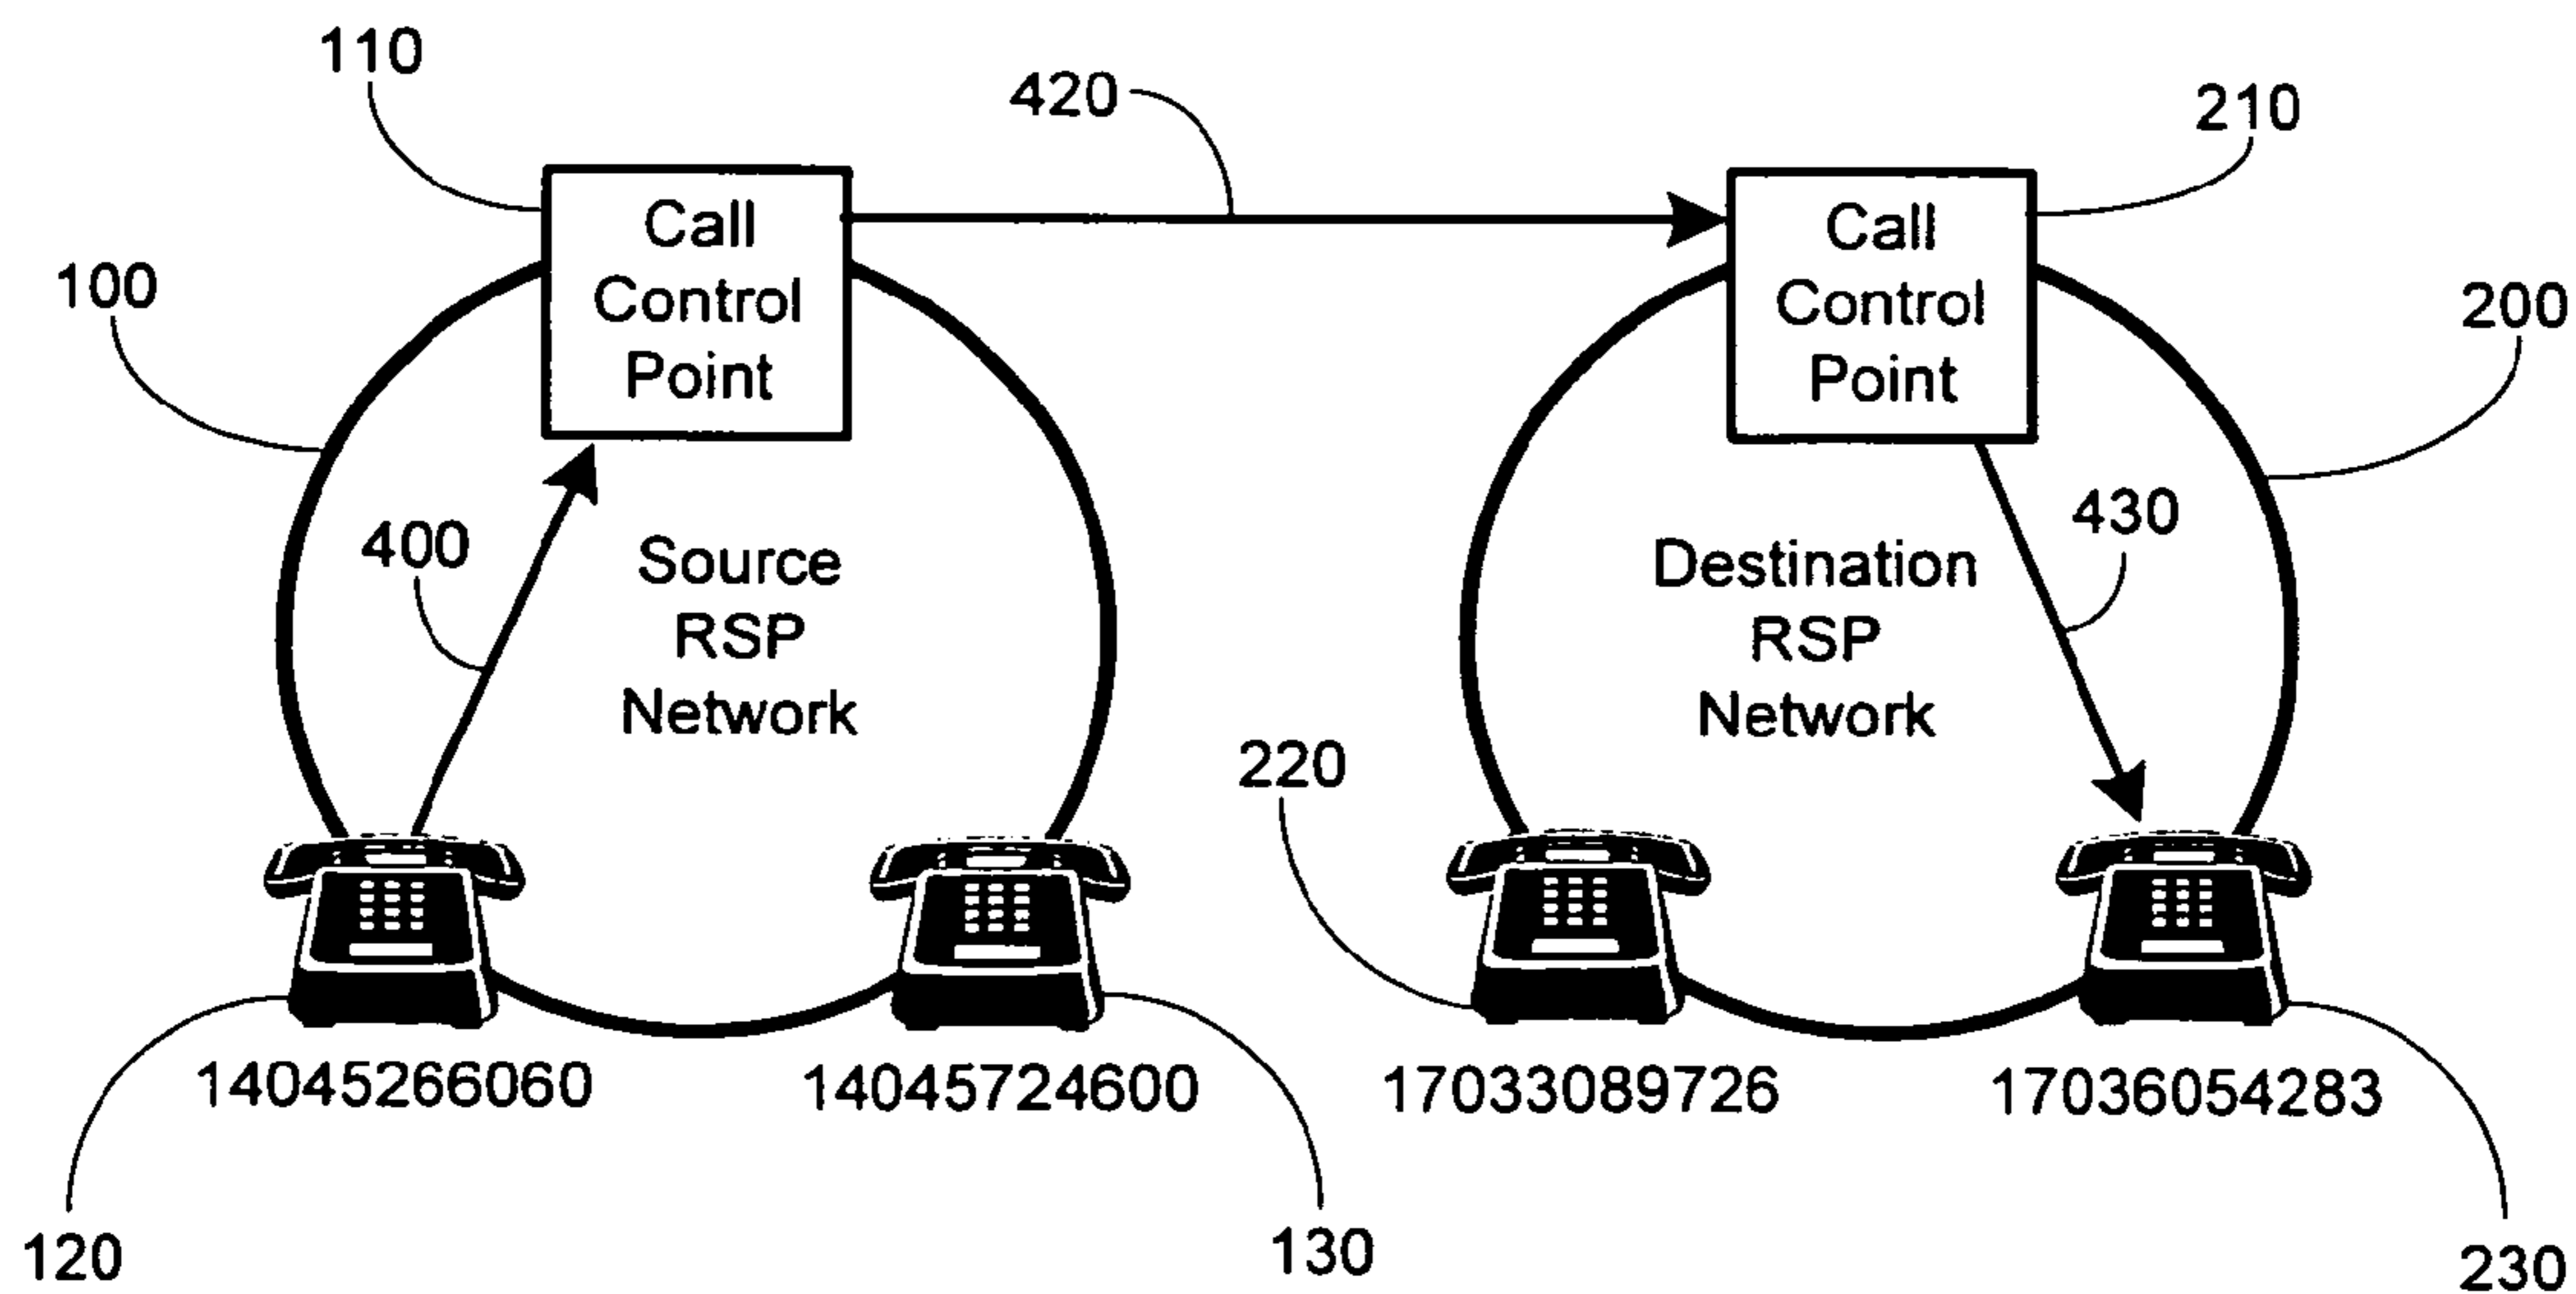 110
420
210
Call
Control
Point
Call
Control
Point
100
200
400
Source
RSP
Network
430
Destination
RSP
Network
220
14045266060
14045724600
17033089726
17036054283
120
130
230